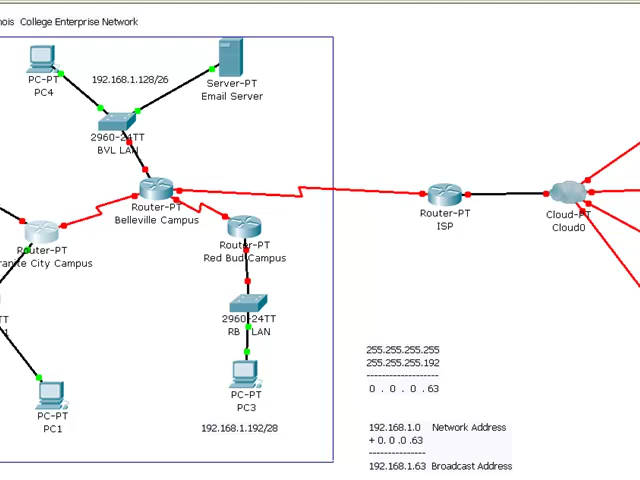 nois College Enterprise Network
PC-PT
PC4
192.168.1.128/26
Server-PT
Email Server
2960-24TT
BVL LAN
Router-PT
Belleville Campus
Router-PT
ISP
Cloud-PT
Cloud0
Router-PT
ranite City Campus
Router-PT
Red Bud Campus
TT
2960-24TT
RB LAN
PC-PT
PC1
PC-PT
PC3
192.168.1.192/28
255.255.255.255
255.255.255.192
-------------------
0 . 0 . 0 . 63
192.168.1.0 Network Address
+ 0. 0 .0 .63
---------------
192.168.1.63 Broadcast Address